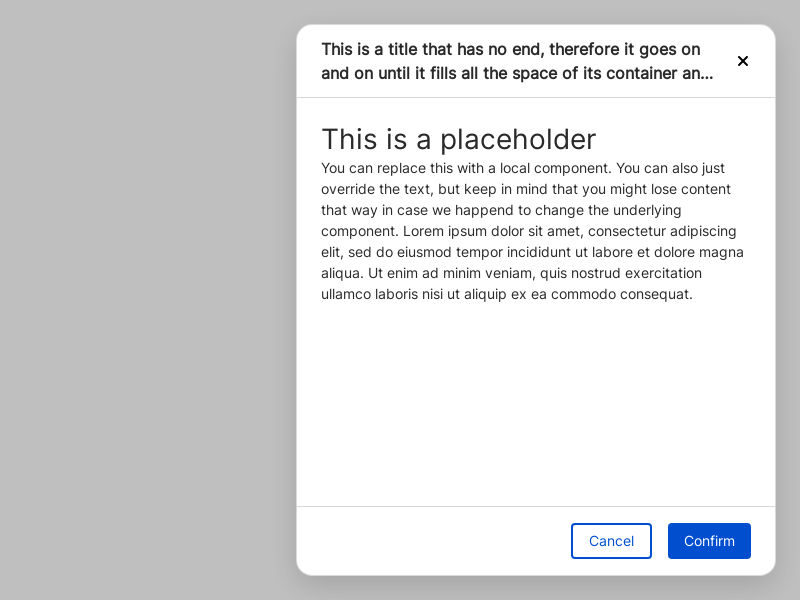 This is a title that has no end, therefore it goes on
and on until it fills all the space of its container an...
This is a placeholder
You can replace this with a local component. You can also just
override the text, but keep in mind that you might lose content
that way in case we happend to change the underlying
component. Lorem ipsum dolor sit amet, consectetur adipiscing
elit, sed do eiusmod tempor incididunt ut labore et dolore magna
aliqua. Ut enim ad minim veniam, quis nostrud exercitation
ullamco laboris nisi ut aliquip ex ea commodo consequat.
Cancel
Confirm